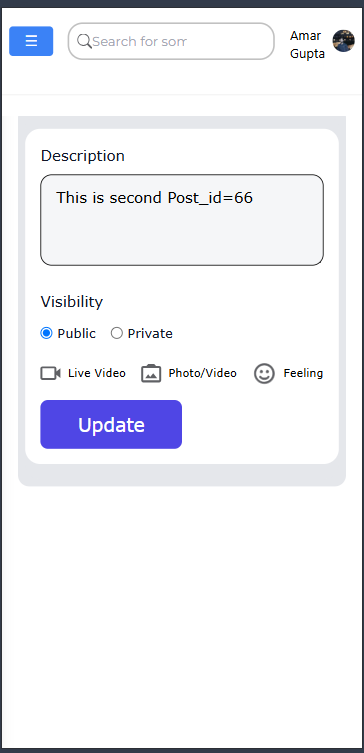 Search for som
Amar
Gupta
Description
This is second Post_id=66
Visibility
Public Private
Live Video Photo/Video Feeling
Update